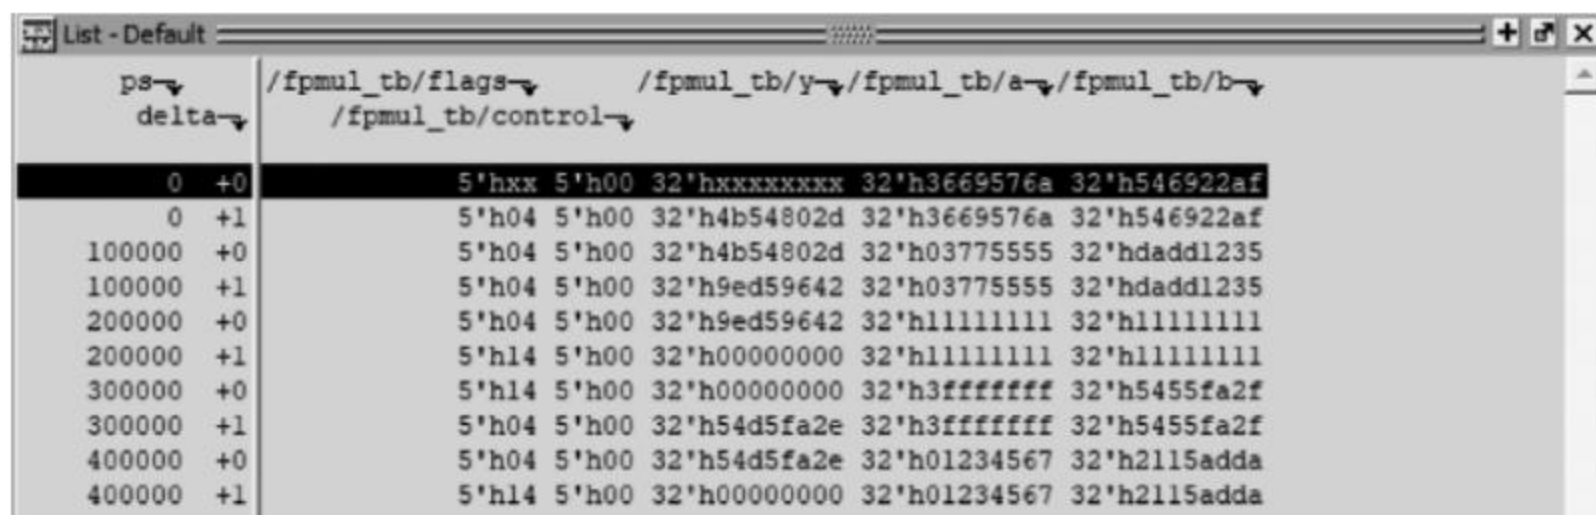 List - Default
ps /fpmul_tb/flags /fpmul_tb/y /fpmul_tb/a /fpmul_tb/b
delta /fpmul_tb/control
0 +0 5'hxx 5'h00 32'hxxxxxxxx 32'h3669576a 32'h546922af
0 +1 5'h04 5'h00 32'h4b54802d 32'h3669576a 32'h546922af
100000 +0 5'h04 5'h00 32'h4b54802d 32'h03775555 32'hdadd1235
100000 +1 5'h04 5'h00 32'h9ed59642 32'h03775555 32'hdadd1235
200000 +0 5'h04 5'h00 32'h9ed59642 32'h11111111 32'h11111111
200000 +1 5'h14 5'h00 32'h00000000 32'h11111111 32'h11111111
300000 +0 5'h14 5'h00 32'h00000000 32'h3fffffff 32'h5455fa2f
300000 +1 5'h04 5'h00 32'h54d5fa2e 32'h3fffffff 32'h5455fa2f
400000 +0 5'h04 5'h00 32'h54d5fa2e 32'h01234567 32'h2115adda
400000 +1 5'h14 5'h00 32'h00000000 32'h01234567 32'h2115adda